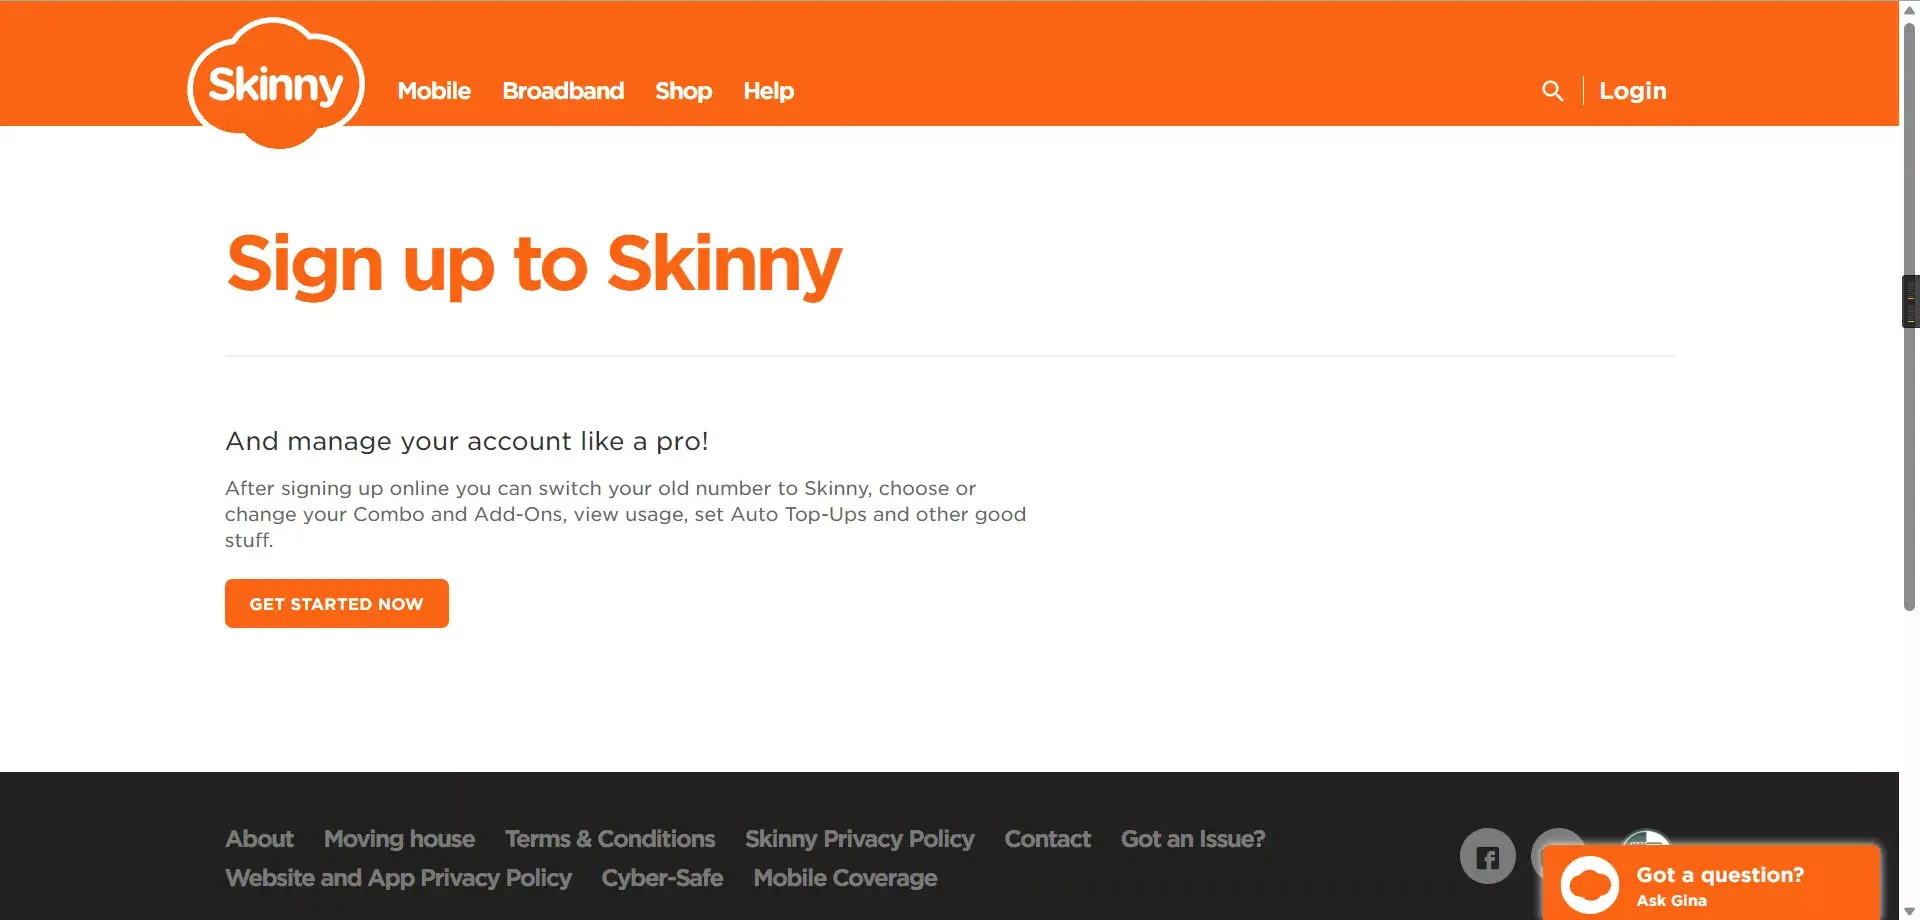 Skinny
Mobile Broadband Shop Help
Login
Sign up to Skinny
And manage your account like a pro!
After signing up online you can switch your old number to Skinny, choose or
change your Combo and Add-Ons, view usage, set Auto Top-Ups and other good
stuff.
GET STARTED NOW
About Moving house Terms & Conditions Skinny Privacy Policy Contact Got an Issue?
Website and App Privacy Policy Cyber-Safe Mobile Coverage
Got a question?
Ask Gina